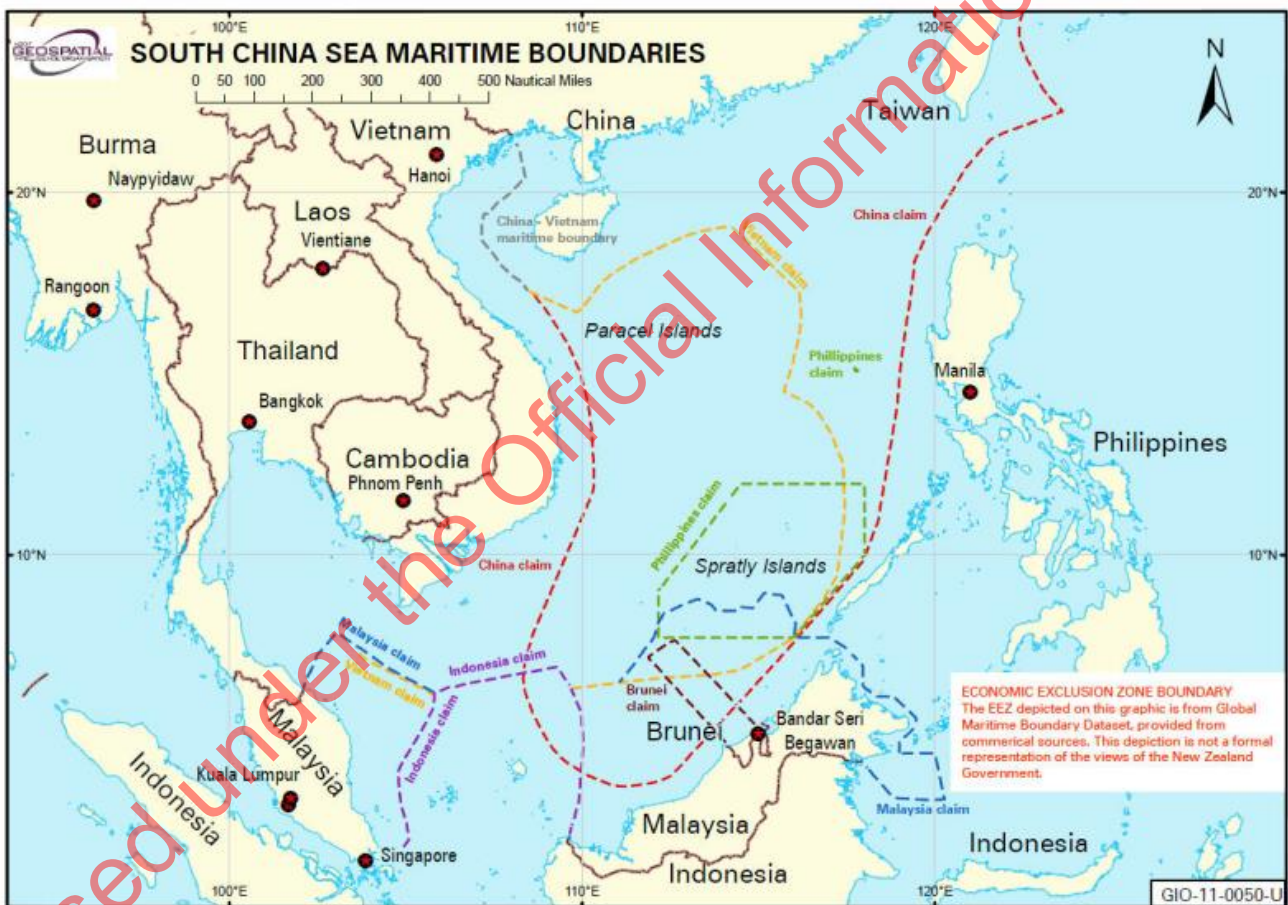 GEOSPATIAL
SOUTH CHINA SEA MARITIME BOUNDARIES
0 50 100 200 300 400 500 Nautical Miles
100°E
110°E
120°E
N
Taiwan
China
Vietnam
Hanoi
Burma
Naypyidaw
20°N
20°N
Laos
Vientiane
China - Vietnam
maritime boundary
China claim
Vietnam claim
Rangoon
Paracel Islands
Thailand
Phillippines
claim
Manila
Bangkok
Philippines
Cambodia
Phnom Penh
Phillippines claim
10°N
China claim
Spratly Islands
10°N
Malaysia claim
Vietnam claim
Indonesia claim
Indonesia claim
Brunei
claim
Brunei
Bandar Seri
Begawan
ECONOMIC EXCLUSION ZONE BOUNDARY
The EEZ depicted on this graphic is from Global
Maritime Boundary Dataset, provided from
commerical sources. This depiction is not a formal
representation of the views of the New Zealand
Government.
Malaysia
Indonesia
Kuala Lumpur
Malaysia claim
Malaysia
Singapore
Indonesia
Indonesia
100°E
110°E
120°E
GIO-11-0050-U
sed under the Official Informatio